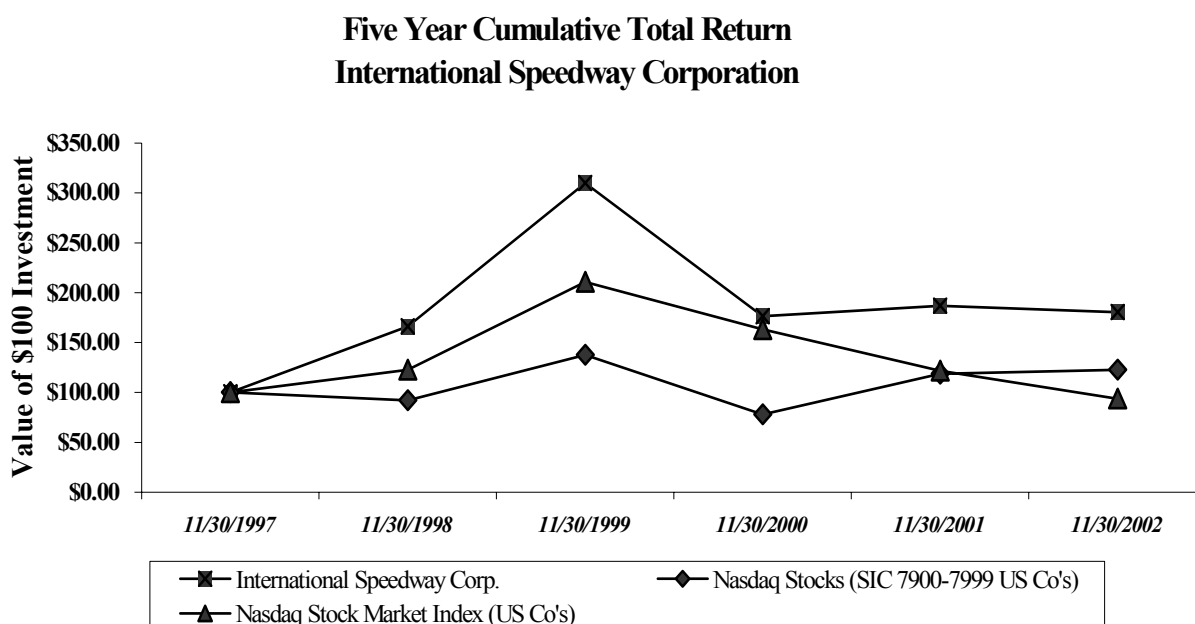 Five Year Cumulative Total Return
International Speedway Corporation
Value of $100 Investment
$350.00
$300.00
$250.00
$200.00
$150.00
$100.00
$50.00
$0.00
11/30/1997 11/30/1998 11/30/1999 11/30/2000 11/30/2001 11/30/2002
International Speedway Corp. Nasdaq Stocks (SIC 7900-7999 US Co's)
Nasdaq Stock Market Index (US Co's)